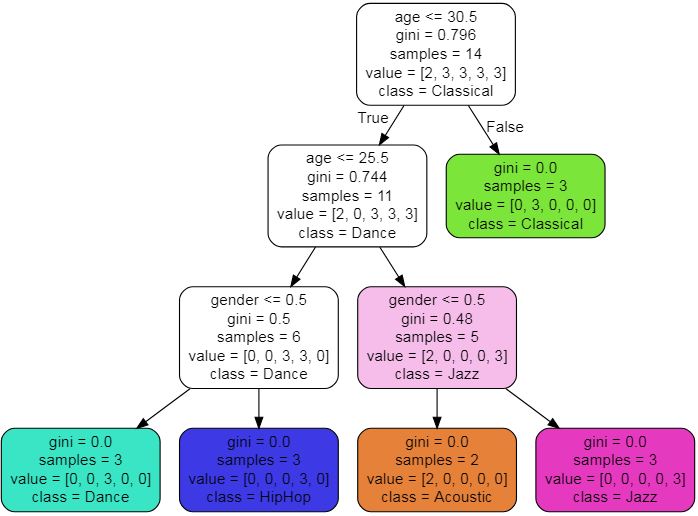 age <= 30.5
gini = 0.796
samples = 14
value = [2, 3, 3, 3, 3]
class = Classical
True
False
age <= 25.5
gini = 0.744
samples = 11
value = [2, 0, 3, 3, 3]
class = Dance
gini = 0.0
samples = 3
value = [0, 3, 0, 0, 0]
class = Classical
gender <= 0.5
gini = 0.5
samples = 6
value = [0, 0, 3, 3, 0]
class = Dance
gender <= 0.5
gini = 0.48
samples = 5
value = [2, 0, 0, 0, 3]
class = Jazz
gini = 0.0
samples = 3
value = [0, 0, 3, 0, 0]
class = Dance
gini = 0.0
samples = 3
value = [0, 0, 0, 3, 0]
class = HipHop
gini = 0.0
samples = 2
value = [2, 0, 0, 0, 0]
class = Acoustic
gini = 0.0
samples = 3
value = [0, 0, 0, 0, 3]
class = Jazz